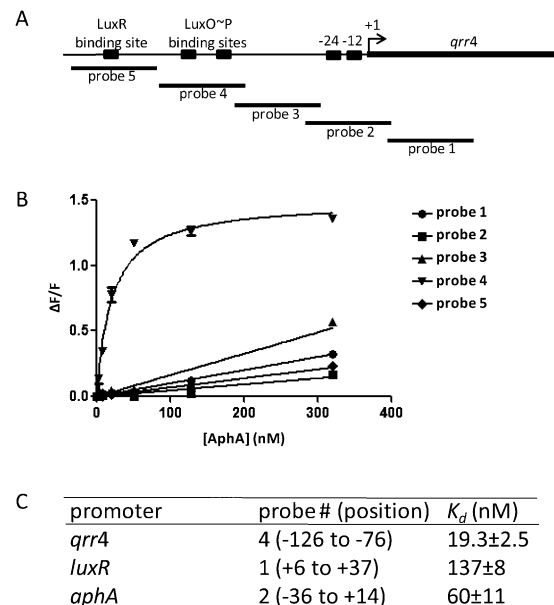 A
+1
LuxR LuxO~P
binding site binding sites -24 -12 qrr4
probe 5
probe 4
probe 3
probe 2
probe 1
B
1.5
1.0
0.5
0.0
0 100 200 300 400
ΔF/F
[AphA] (nM)
probe 1
probe 2
probe 3
probe 4
probe 5
C
promoter probe # (position) Kd (nM)
qrr4 4 (-126 to -76) 19.3±2.5
luxR 1 (+6 to +37) 137±8
aphA 2 (-36 to +14) 60±11